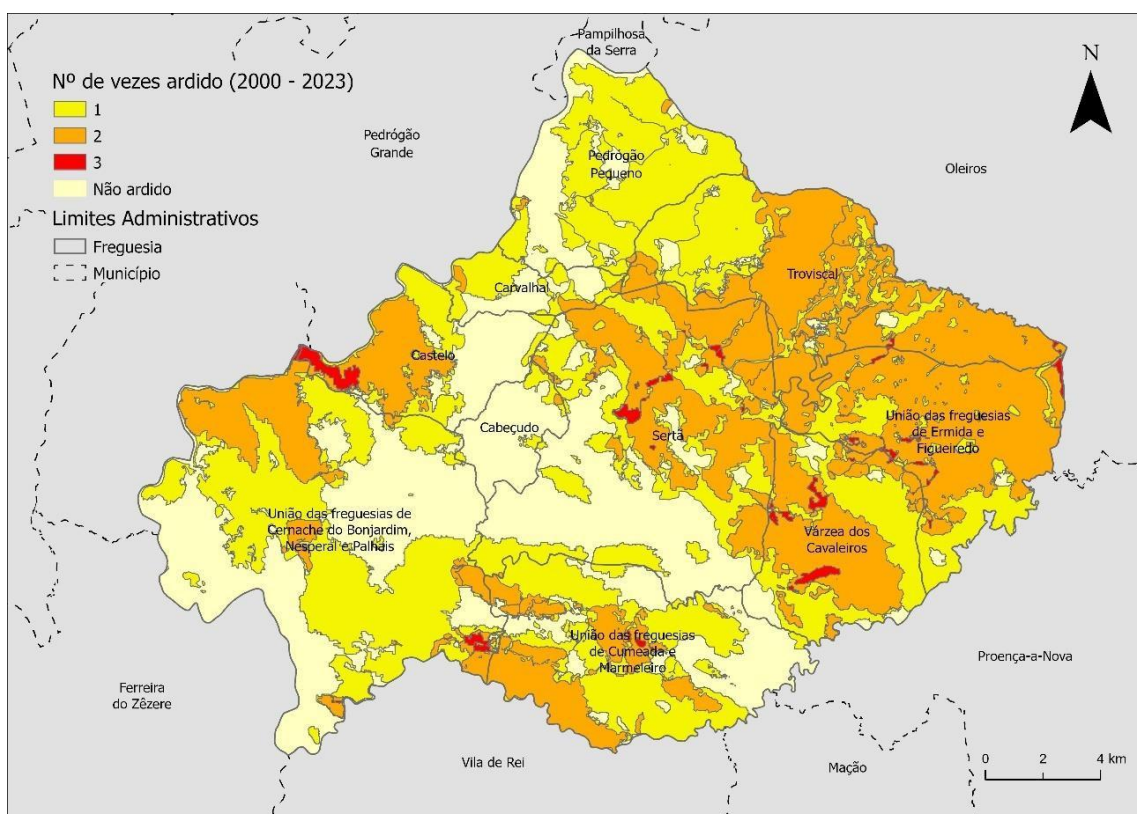 Pampilhosa
da Serra
N
Nº de vezes ardido (2000 - 2023)
1
2
3
Não ardido
Limites Administrativos
Freguesia
Município
Pedrógão
Grande
Pedrógão
Pequeno
Oleiros
Troviscal
Carvalhal
Castelo
Cabeçudo
Sertã
União das freguesias
de Ermida e
Figueiredo
União das freguesias de
Cernache do Bonjardim,
Nesperal e Palhais
Várzea dos
Cavaleiros
União das freguesias
de Cumeada e
Marmeleiro
Proença-a-Nova
Ferreira
do Zêzere
Vila de Rei
Mação
0 2 4 km